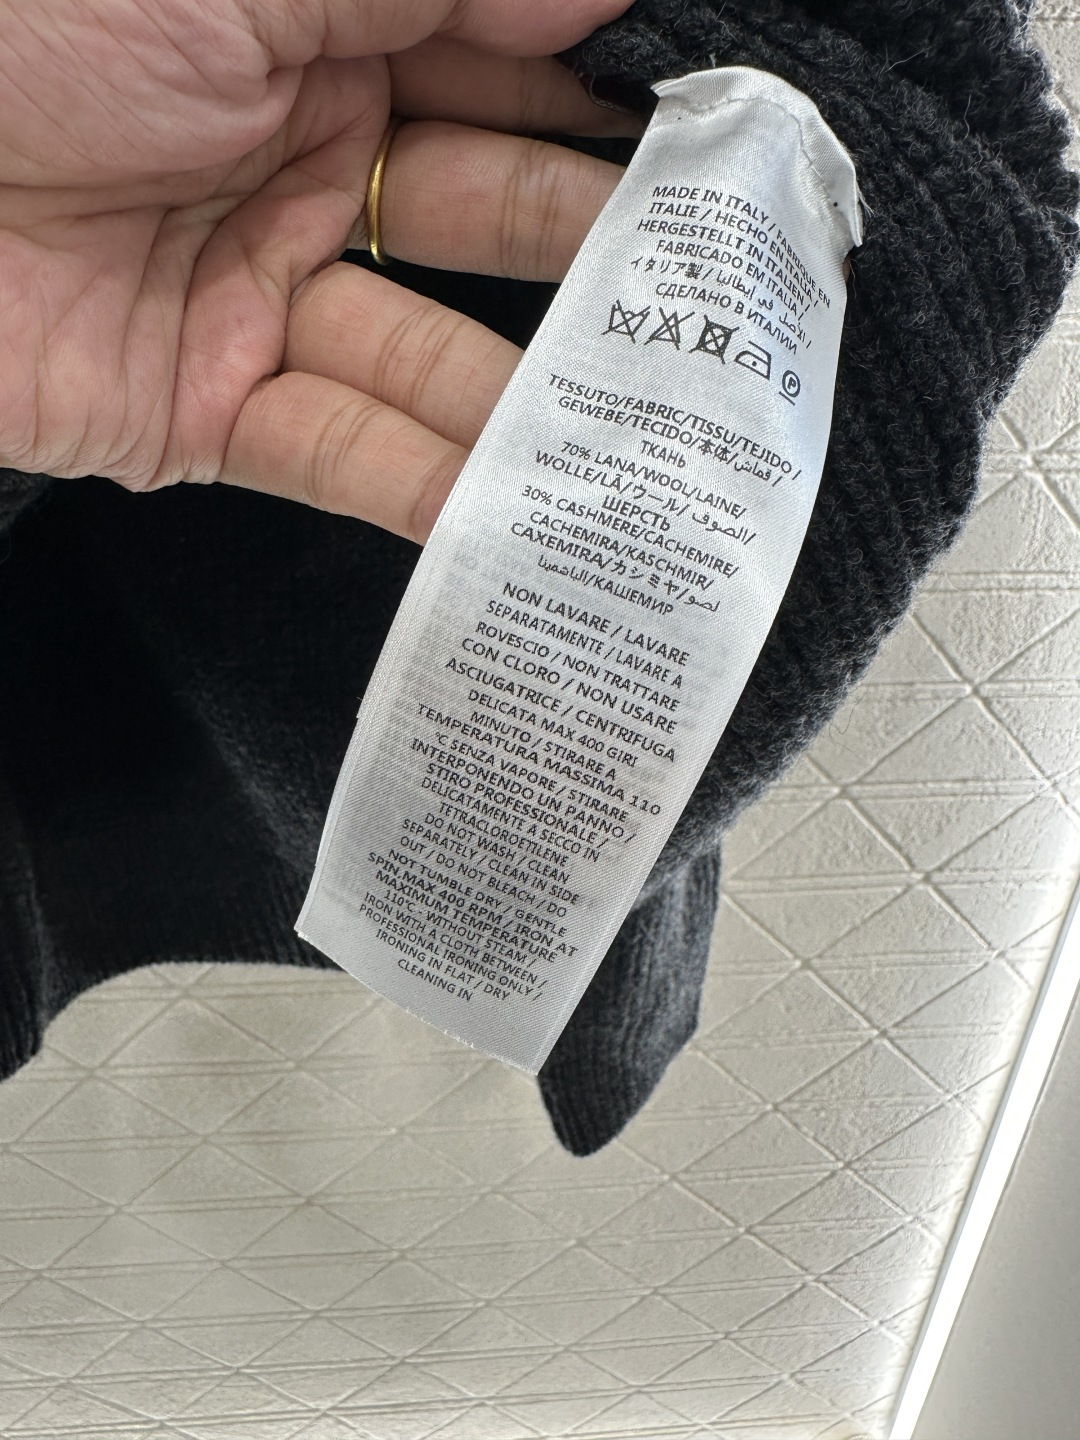 MADE IN ITALY / FABRIQUE EN
ITALIE / HECHO EN ITALIA /
HERGESTELLT IN ITALIEN /
FABRICADO EM ITALIA /
イタリア製 / الأصل في إيطاليا /
СДЕЛАНО В ИТАЛИИ
P
TESSUTO/FABRIC/TISSU/TEJIDO /
GEWEBE/TECIDO/本体/قماش /
ТКАНЬ
70% LANA/WOOL/LAINE/
WOLLE/LÃ/ウール/ الصوف/
ШЕРСТЬ
30% CASHMERE/CACHEMIRE/
CACHEMIRA/KASCHMIR/
CAXEMIRA/カシミヤ/
КАШЕМИР
NON LAVARE / LAVARE
SEPARATAMENTE / LAVARE A
ROVESCIO / NON TRATTARE
CON CLORO / NON USARE
ASCIUGATRICE / CENTRIFUGA
DELICATA MAX 400 GIRI
MINUTO / STIRARE A
TEMPERATURA MASSIMA 110
°C SENZA VAPORE / STIRARE
INTERPONENDO UN PANNO /
STIRO PROFESSIONALE /
DELICATAMENTE A SECCO IN
TETRACLOROETILENE
DO NOT WASH / CLEAN
SEPARATELY / CLEAN IN SIDE
OUT / DO NOT BLEACH / DO
NOT TUMBLE DRY / GENTLE
SPIN.MAX 400 RPM / IRON AT
MAXIMUM TEMPERATURE
110°C - WITHOUT STEAM /
IRON WITH A CLOTH BETWEEN /
PROFESSIONAL IRONING ONLY /
IRONING IN FLAT / DRY
CLEANING IN